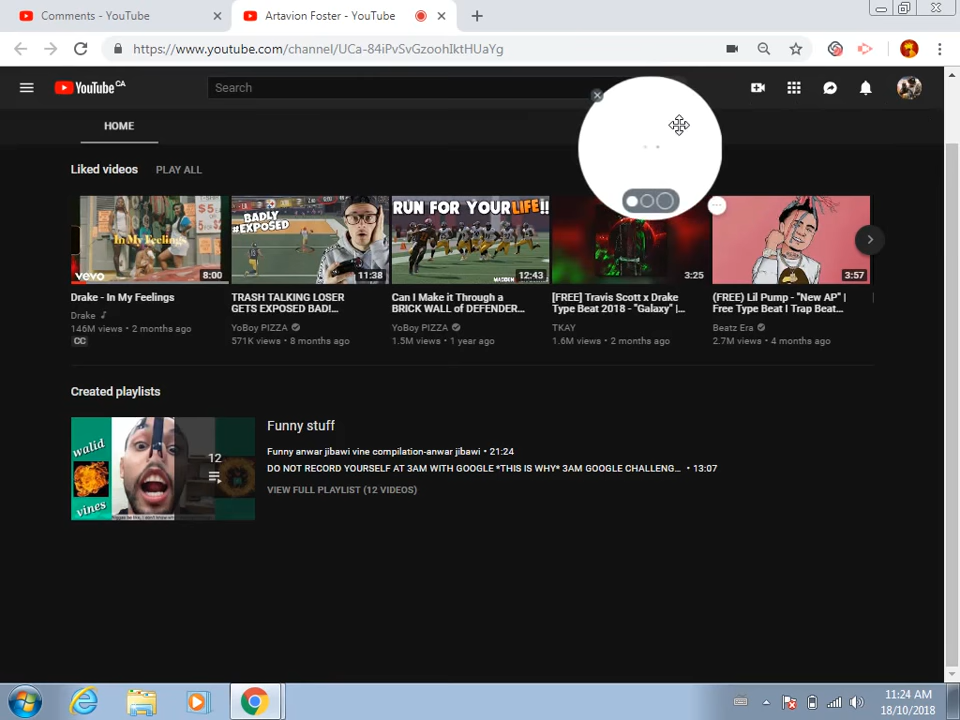 Comments - YouTube
Artavion Foster - YouTube
https://www.youtube.com/channel/UCa-84iPvSvGzoohIktHUaYg
YouTube CA
Search
HOME
Liked videos PLAY ALL
In My Feelings
vevo
8:00
BADLY
#EXPOSED
11:38
RUN FOR YOUR LIFE!!
MADDEN
12:43
3:25
3:57
Drake - In My Feelings
Drake
146M views • 2 months ago
CC
TRASH TALKING LOSER
GETS EXPOSED BAD!...
YoBoy PIZZA
571K views • 8 months ago
Can I Make it Through a
BRICK WALL of DEFENDER...
YoBoy PIZZA
1.5M views • 1 year ago
[FREE] Travis Scott x Drake
Type Beat 2018 - "Galaxy" |...
TKAY
1.6M views • 2 months ago
(FREE) Lil Pump - "New AP" |
Free Type Beat I Trap Beat...
Beatz Era
2.7M views • 4 months ago
Created playlists
walid
vines
12
Funny stuff
Funny anwar jibawi vine compilation-anwar jibawi • 21:24
DO NOT RECORD YOURSELF AT 3AM WITH GOOGLE *THIS IS WHY* 3AM GOOGLE CHALLENG... • 13:07
VIEW FULL PLAYLIST (12 VIDEOS)
11:24 AM
18/10/2018